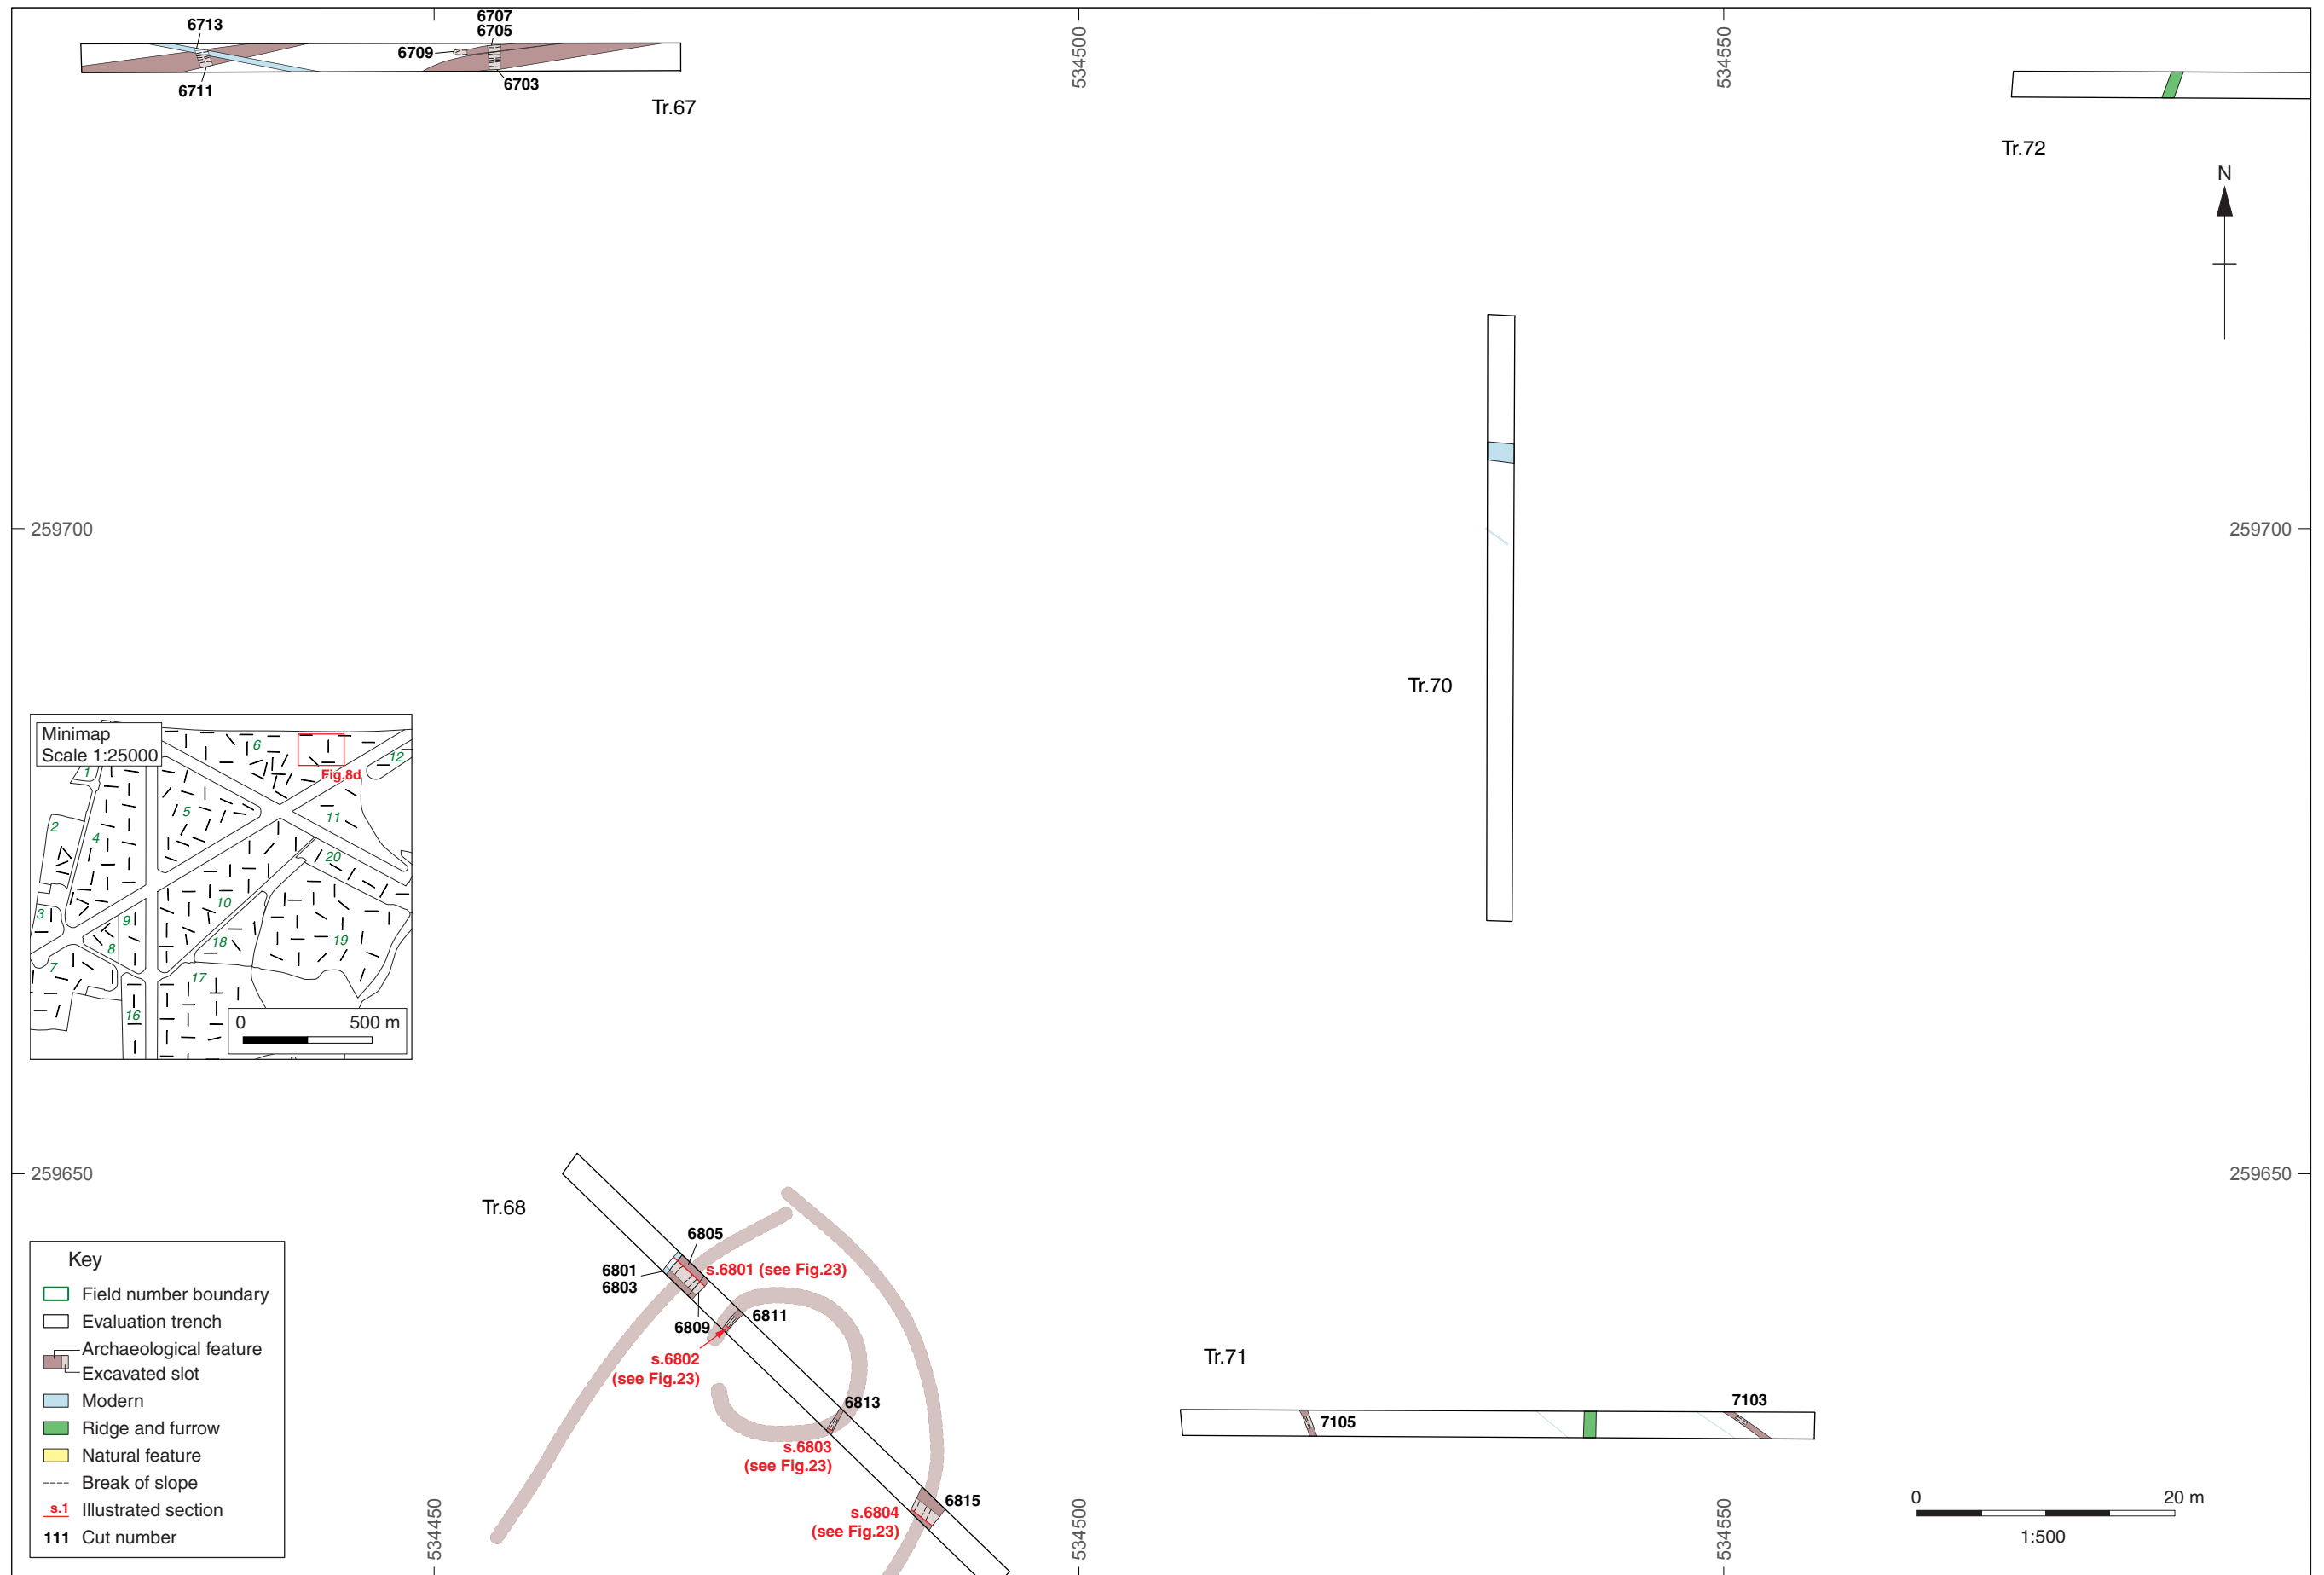 6713
6707
6705
6709
6711
6703
Tr.67
534500
534550
Tr.72
N
259700
259700
Tr.70
Minimap
Scale 1:25000
1
2
3
4
5
6
Fig.8d
12
11
20
10
9
8
7
18
19
17
16
0 500 m
259650
259650
Tr.68
6805
6801
6803
s.6801 (see Fig.23)
6809
6811
s.6802
(see Fig.23)
6813
s.6803
(see Fig.23)
6815
s.6804
(see Fig.23)
Tr.71
7105
7103
Key
Field number boundary
Evaluation trench
Archaeological feature
Excavated slot
Modern
Ridge and furrow
Natural feature
Break of slope
s.1 Illustrated section
111 Cut number
534450
534500
534550
0 20 m
1:500